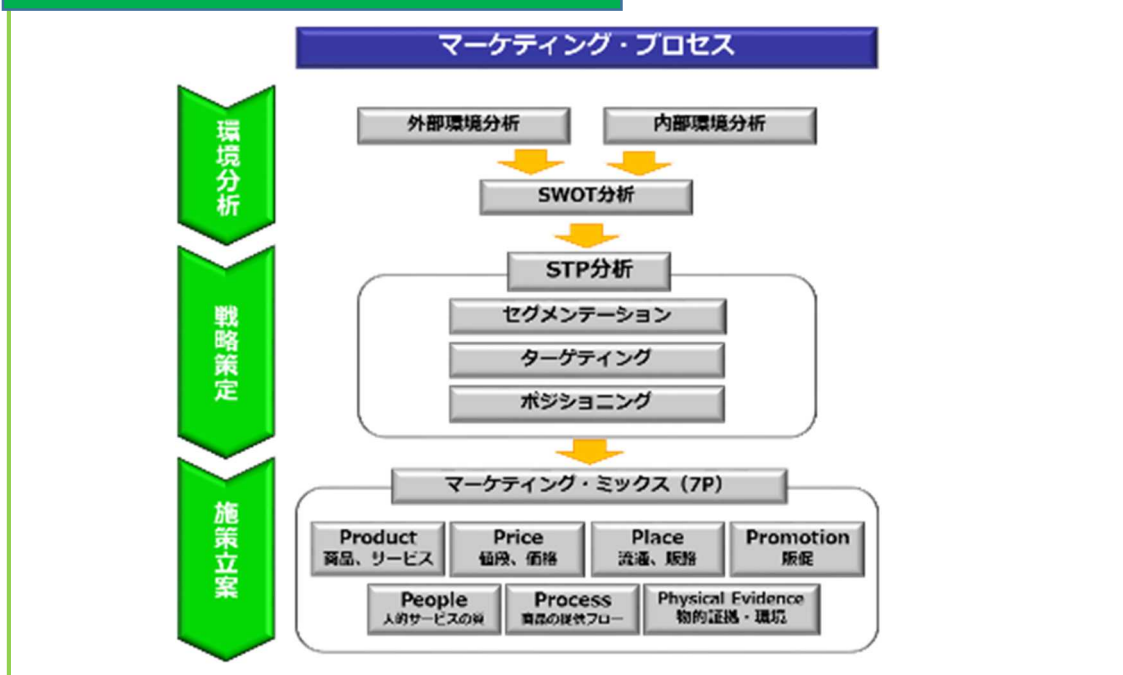 マーケティング・プロセス
環境分析
外部環境分析
内部環境分析
SWOT分析
戦略策定
STP分析
セグメンテーション
ターゲティング
ポジショニング
施策立案
マーケティング・ミックス（7P）
Product
商品、サービス
Price
値段、価格
Place
流通、販路
Promotion
販促
People
人的サービスの質
Process
商品の提供フロー
Physical Evidence
物的証拠・環境